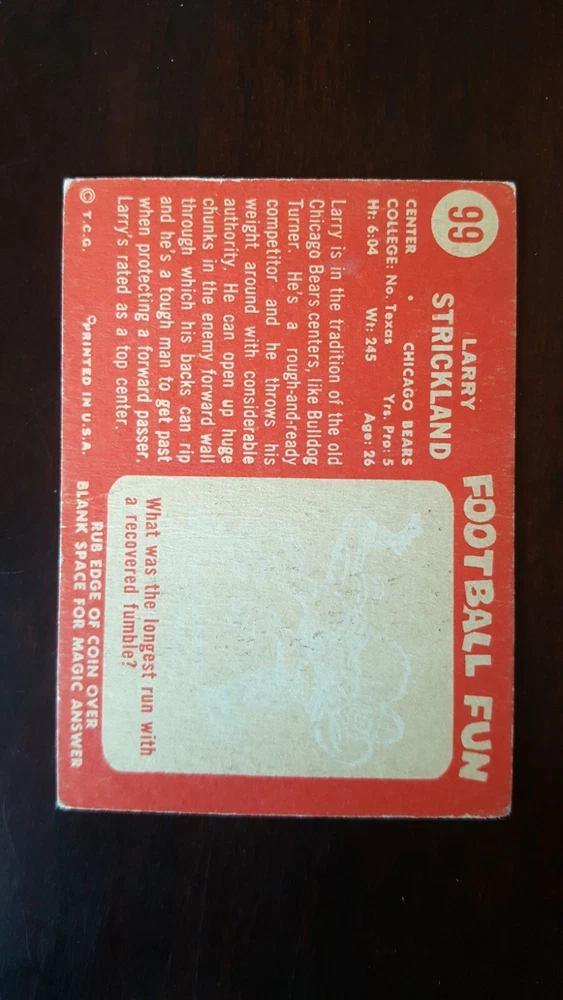 99
LARRY
STRICKLAND
CENTER • CHICAGO BEARS
COLLEGE: No. Texas Yrs. Pro: 5
Ht: 6:04 Wt: 245 Age: 26
Larry is in the tradition of the old
Chicago Bears centers, like Bulldog
Turner. He's a rough-and-ready
competitor and he throws his
weight around with considerable
authority. He can open up huge
chunks in the enemy forward wall
through which his backs can rip
and he's a tough man to get past
when protecting a forward passer.
Larry's rated as a top center.
© T.C.G. PRINTED IN U.S.A.
FOOTBALL FUN
What was the longest run with
a recovered fumble?
RUB EDGE OF COIN OVER
BLANK SPACE FOR MAGIC ANSWER